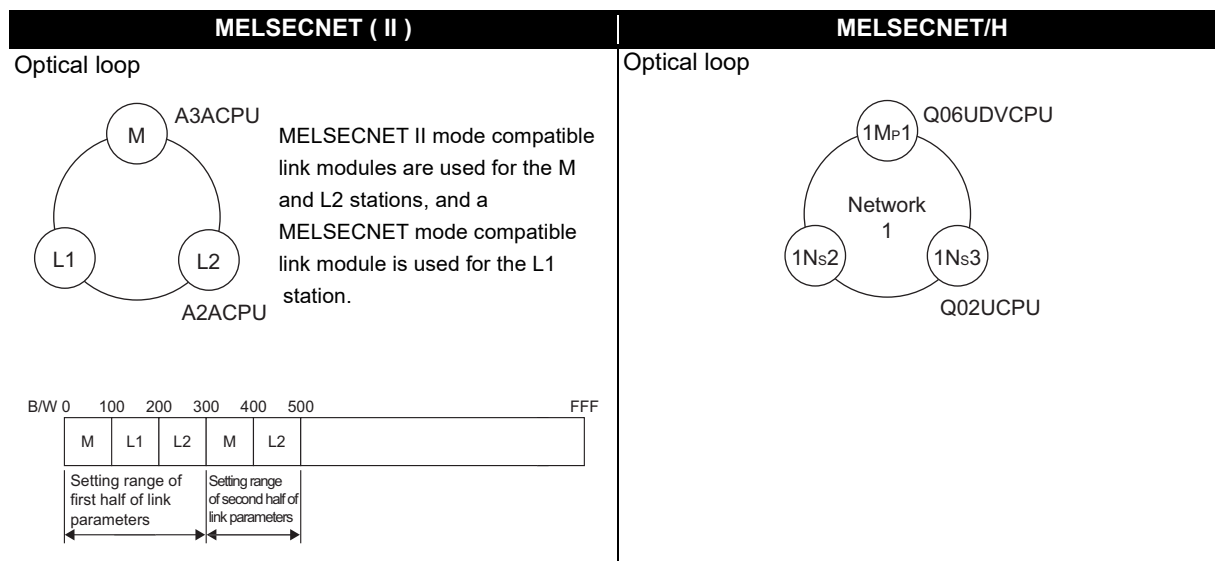 MELSECNET ( II )
MELSECNET/H
Optical loop
M
A3ACPU
L1
L2
A2ACPU
MELSECNET II mode compatible
link modules are used for the M
and L2 stations, and a
MELSECNET mode compatible
link module is used for the L1
station.
B/W 0 100 200 300 400 500 FFF
M L1 L2 M L2
Setting range of
first half of link
parameters
Setting range
of second half of
link parameters
Optical loop
1MP1
Q06UDVCPU
Network
1
1NS2
1NS3
Q02UCPU